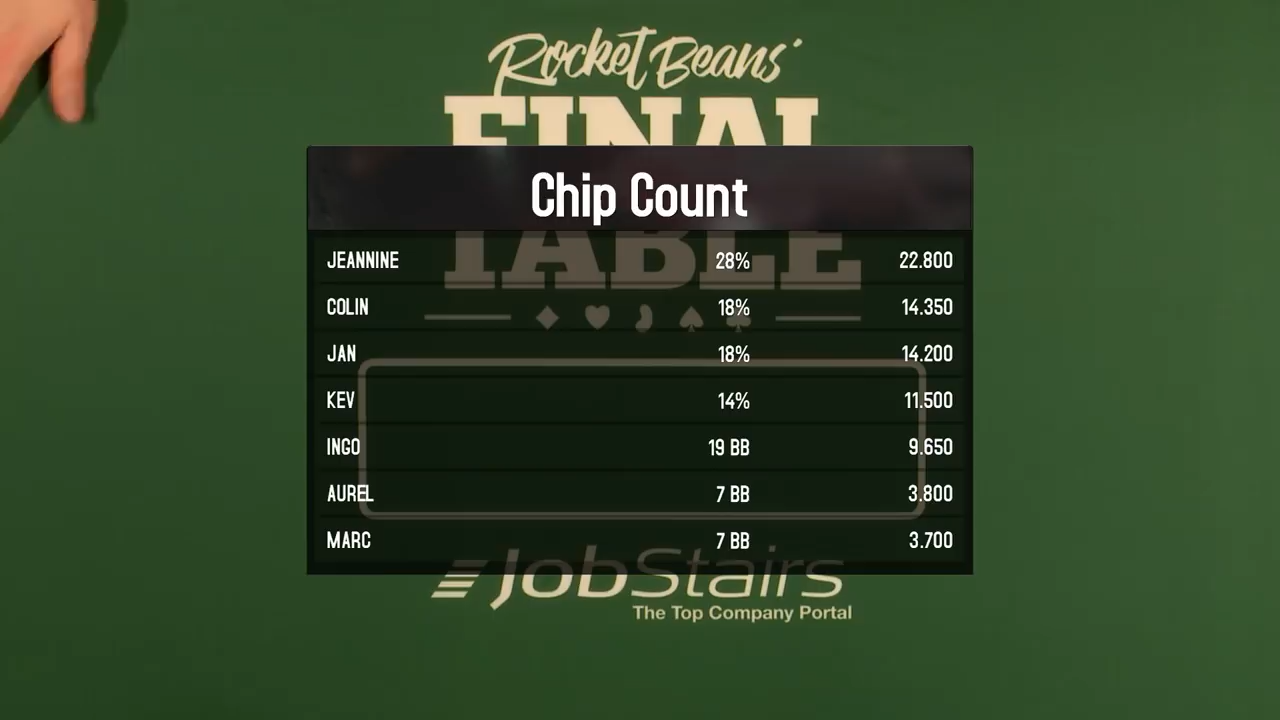 Rocket Beans'
FINAL
Chip Count
TABLE
JEANNINE 28% 22.800
COLIN 18% 14.350
JAN 18% 14.200
KEV 14% 11.500
INGO 19 BB 9.650
AUREL 7 BB 3.800
MARC 7 BB 3.700
JobStairs
The Top Company Portal